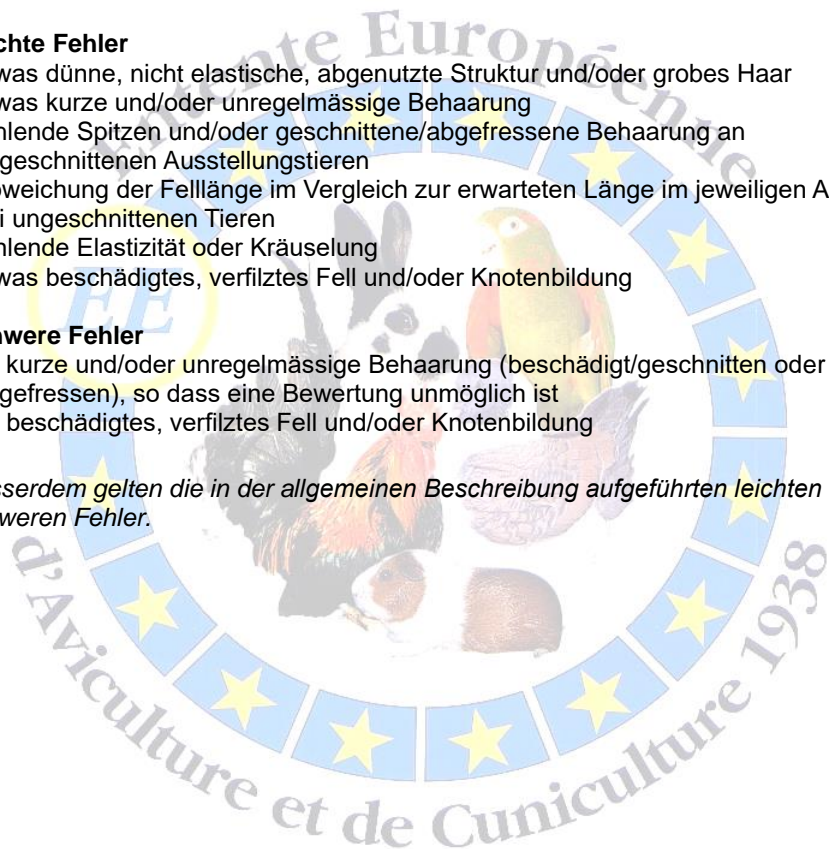 chte Fehler
was dünne, nicht elastische, abgenutzte Struktur und/oder grobes Haar
was kurze und/oder unregelmässige Behaarung
hlende Spitzen und/oder geschnittene/abgefressene Behaarung an
geschnittenen Ausstellungstieren
bweichung der Felllänge im Vergleich zur erwarteten Länge im jeweiligen A
i ungeschnittenen Tieren
hlende Elastizität oder Kräuselung
was beschädigtes, verfilztes Fell und/oder Knotenbildung
were Fehler
kurze und/oder unregelmässige Behaarung (beschädigt/geschnitten oder
gefressen), so dass eine Bewertung unmöglich ist
beschädigtes, verfilztes Fell und/oder Knotenbildung
sserdem gelten die in der allgemeinen Beschreibung aufgeführten leichten
weren Fehler.
Entente Européenne
EE
d'Aviculture et de Cuniculture 1938